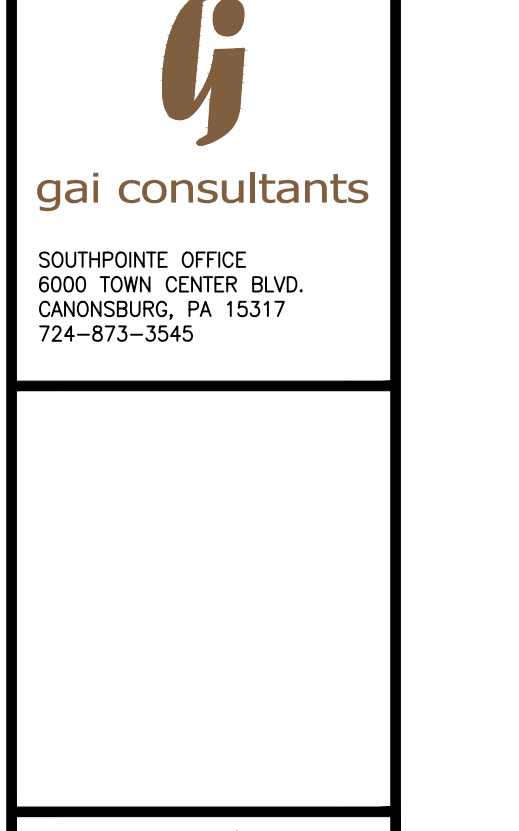 gai consultants
SOUTHPOINTE OFFICE
6000 TOWN CENTER BLVD.
CANONSBURG, PA 15317
724-873-3545